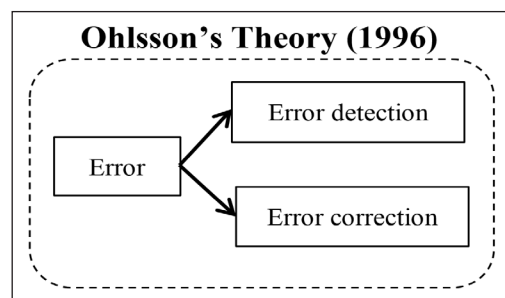 Ohlsson’s Theory (1996)
Error detection
Error
Error correction